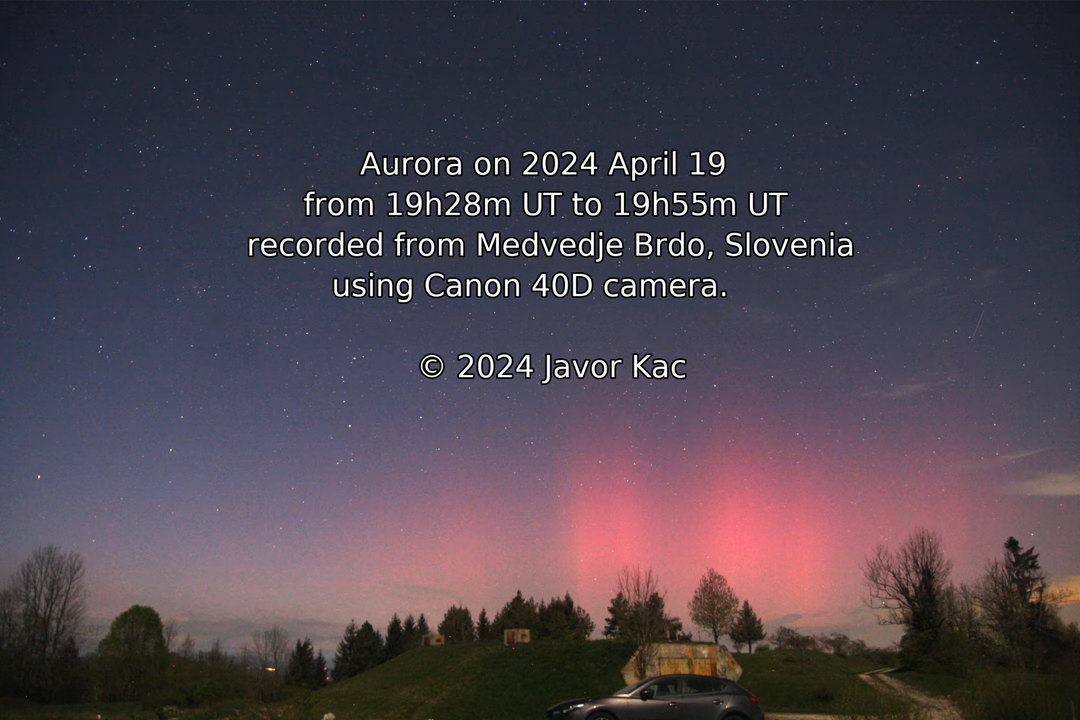 Aurora on 2024 April 19
from 19h28m UT to 19h55m UT
recorded from Medvedje Brdo, Slovenia
using Canon 40D camera.
© 2024 Javor Kac